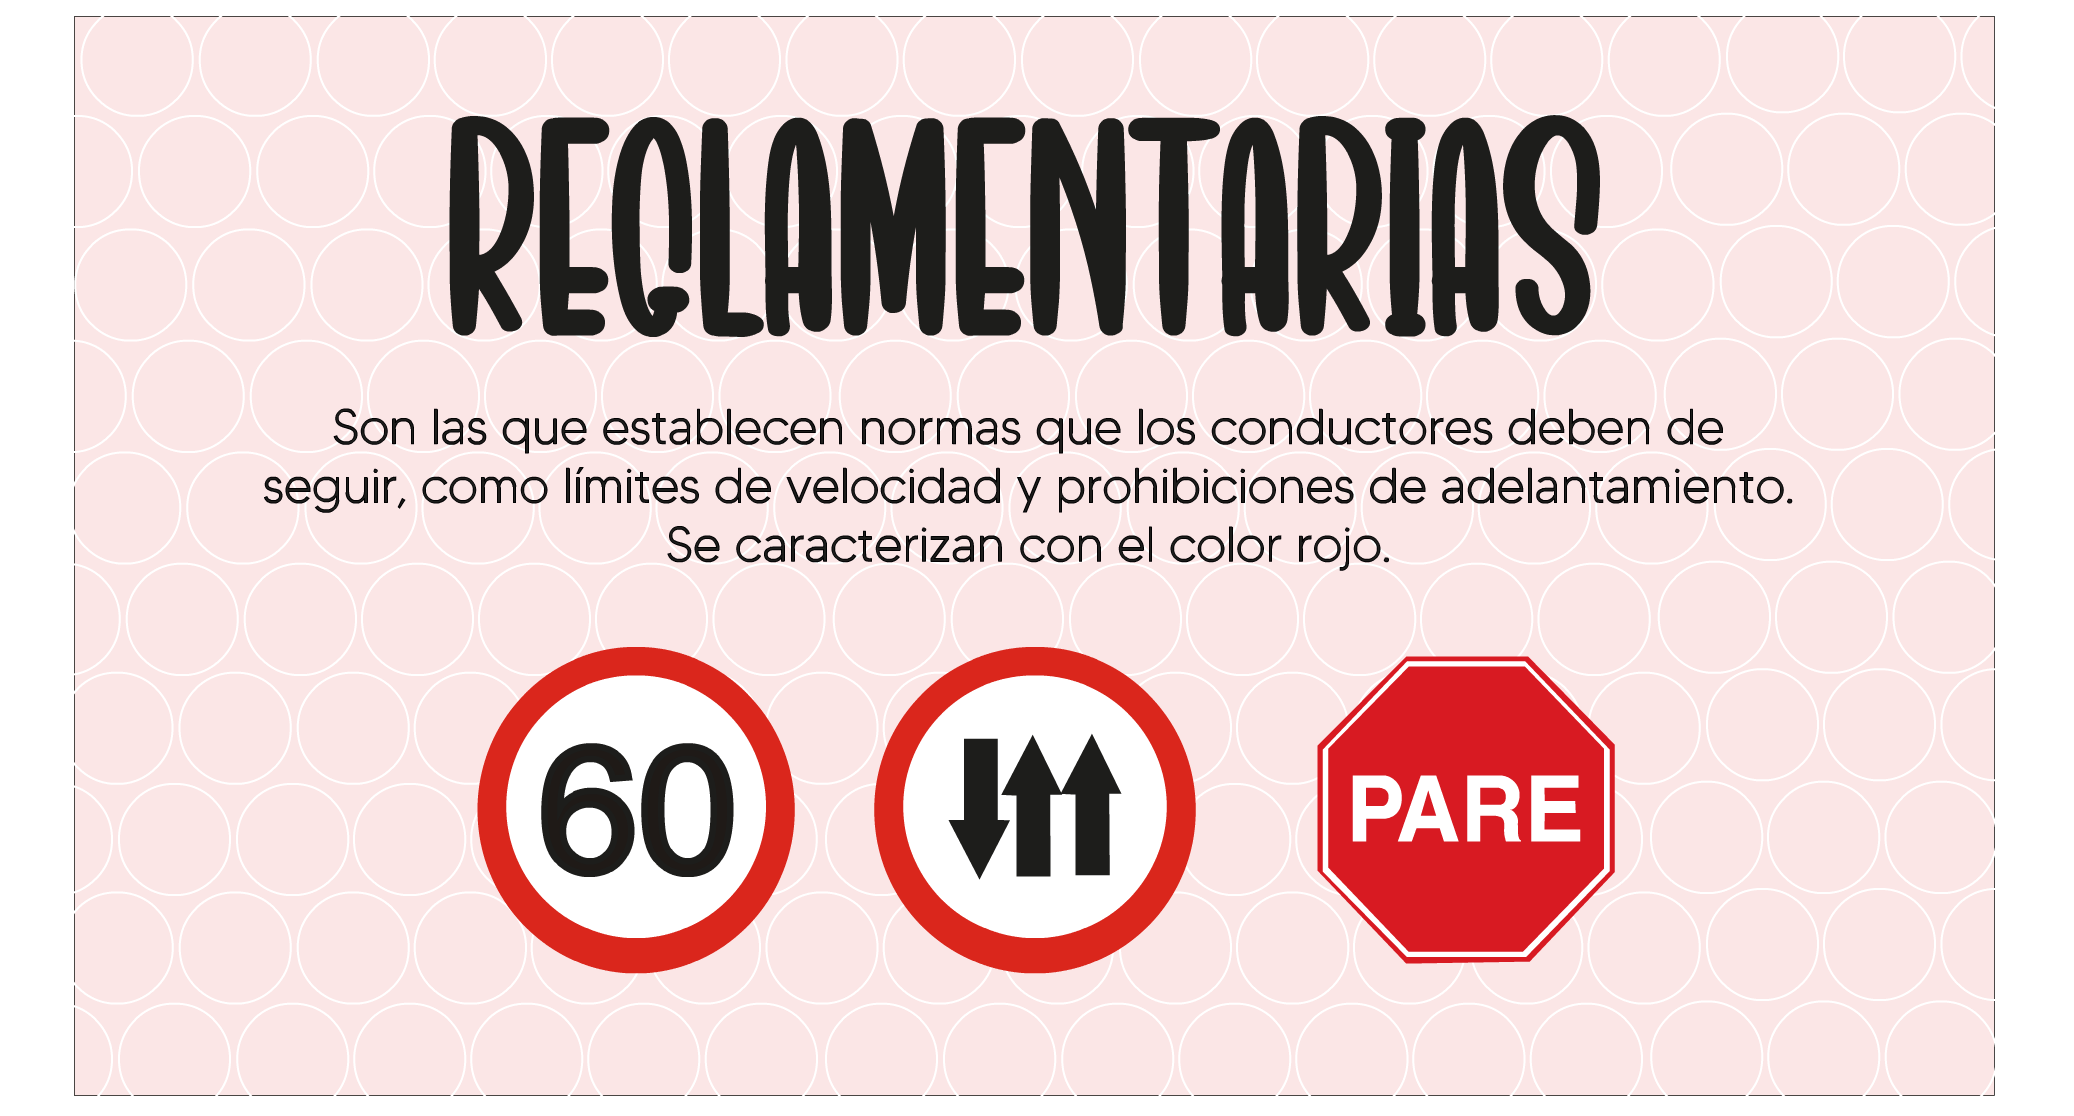 REGLAMENTARIAS
Son las que establecen normas que los conductores deben de
seguir, como límites de velocidad y prohibiciones de adelantamiento.
Se caracterizan con el color rojo.
60
PARE